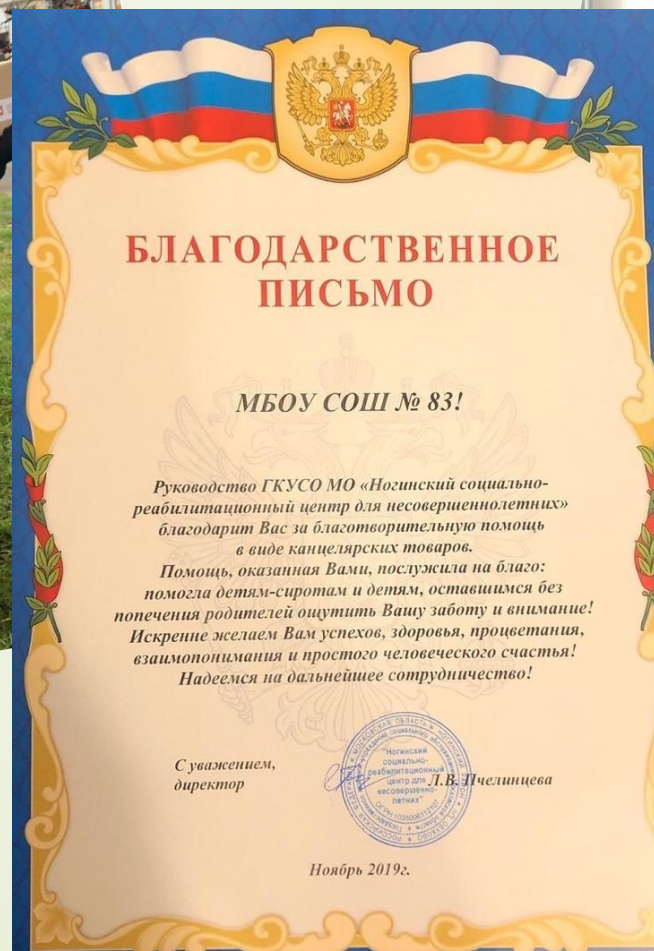 БЛАГОДАРСТВЕННОЕ
ПИСЬМО
МБОУ СОШ № 83!
Руководство ГКУСО МО «Ногинский социально-
реабилитационный центр для несовершеннолетних»
благодарит Вас за благотворительную помощь
в виде канцелярских товаров.
Помощь, оказанная Вами, послужила на благо:
помогла детям-сиротам и детям, оставшимся без
попечения родителей ощутить Вашу заботу и внимание!
Искренне желаем Вам успехов, здоровья, процветания,
взаимопонимания и простого человеческого счастья!
Надеемся на дальнейшее сотрудничество!
С уважением,
директор
Л.В. Пчелинцева
"Ногинский
социально-
реабилитационный
центр для
несовершенно-
летних"
Ноябрь 2019г.